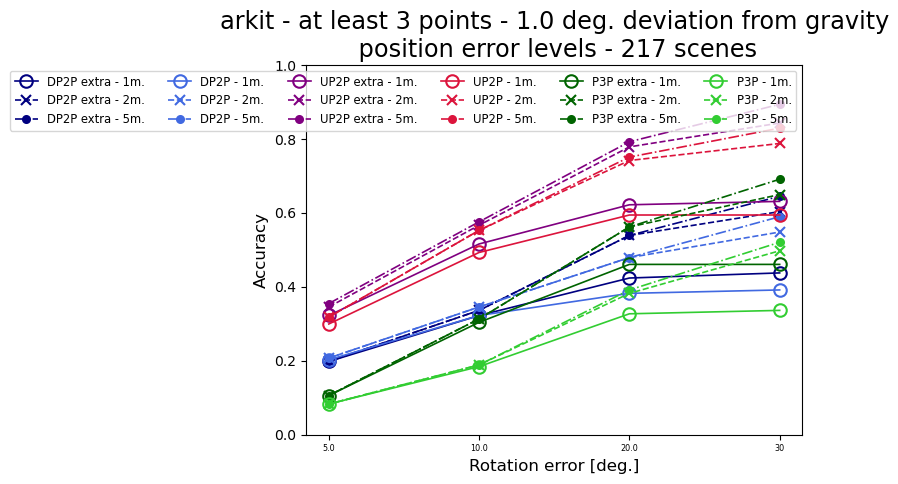 arkit - at least 3 points - 1.0 deg. deviation from gravity
position error levels - 217 scenes
DP2P extra - 1m. DP2P - 1m. UP2P extra - 1m. UP2P - 1m. P3P extra - 1m. P3P - 1m.
DP2P extra - 2m. DP2P - 2m. UP2P extra - 2m. UP2P - 2m. P3P extra - 2m. P3P - 2m.
DP2P extra - 5m. DP2P - 5m. UP2P extra - 5m. UP2P - 5m. P3P extra - 5m. P3P - 5m.
1.0
0.8
0.6
0.4
0.2
0.0
Accuracy
5.0 10.0 20.0 30
Rotation error [deg.]